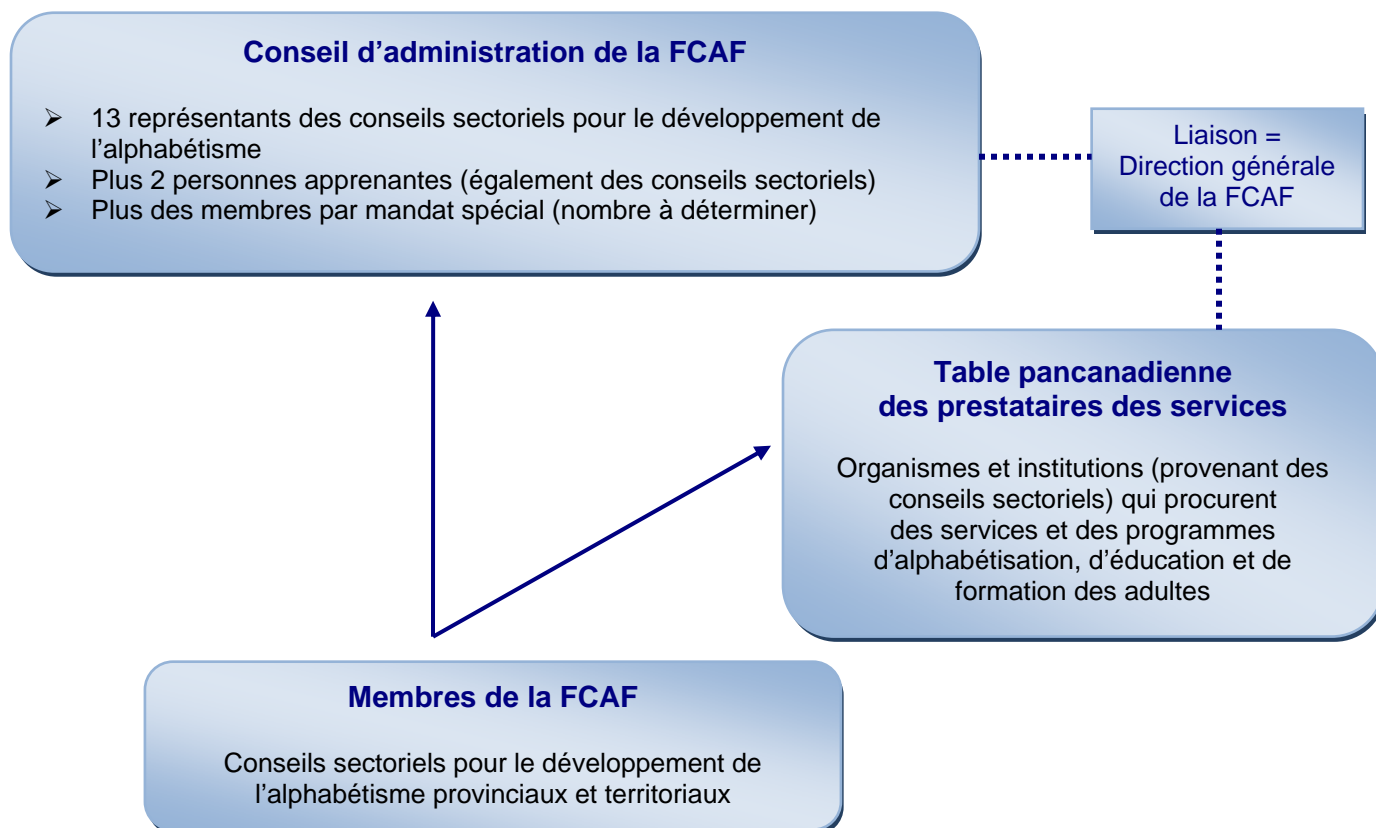 Conseil d’administration de la FCAF
➢ 13 représentants des conseils sectoriels pour le développement de
l’alphabétisme
➢ Plus 2 personnes apprenantes (également des conseils sectoriels)
➢ Plus des membres par mandat spécial (nombre à déterminer)
Liaison =
Direction générale
de la FCAF
Table pancanadienne
des prestataires des services
Organismes et institutions (provenant des
conseils sectoriels) qui procurent
des services et des programmes
d’alphabétisation, d’éducation et de
formation des adultes
Membres de la FCAF
Conseils sectoriels pour le développement de
l’alphabétisme provinciaux et territoriaux